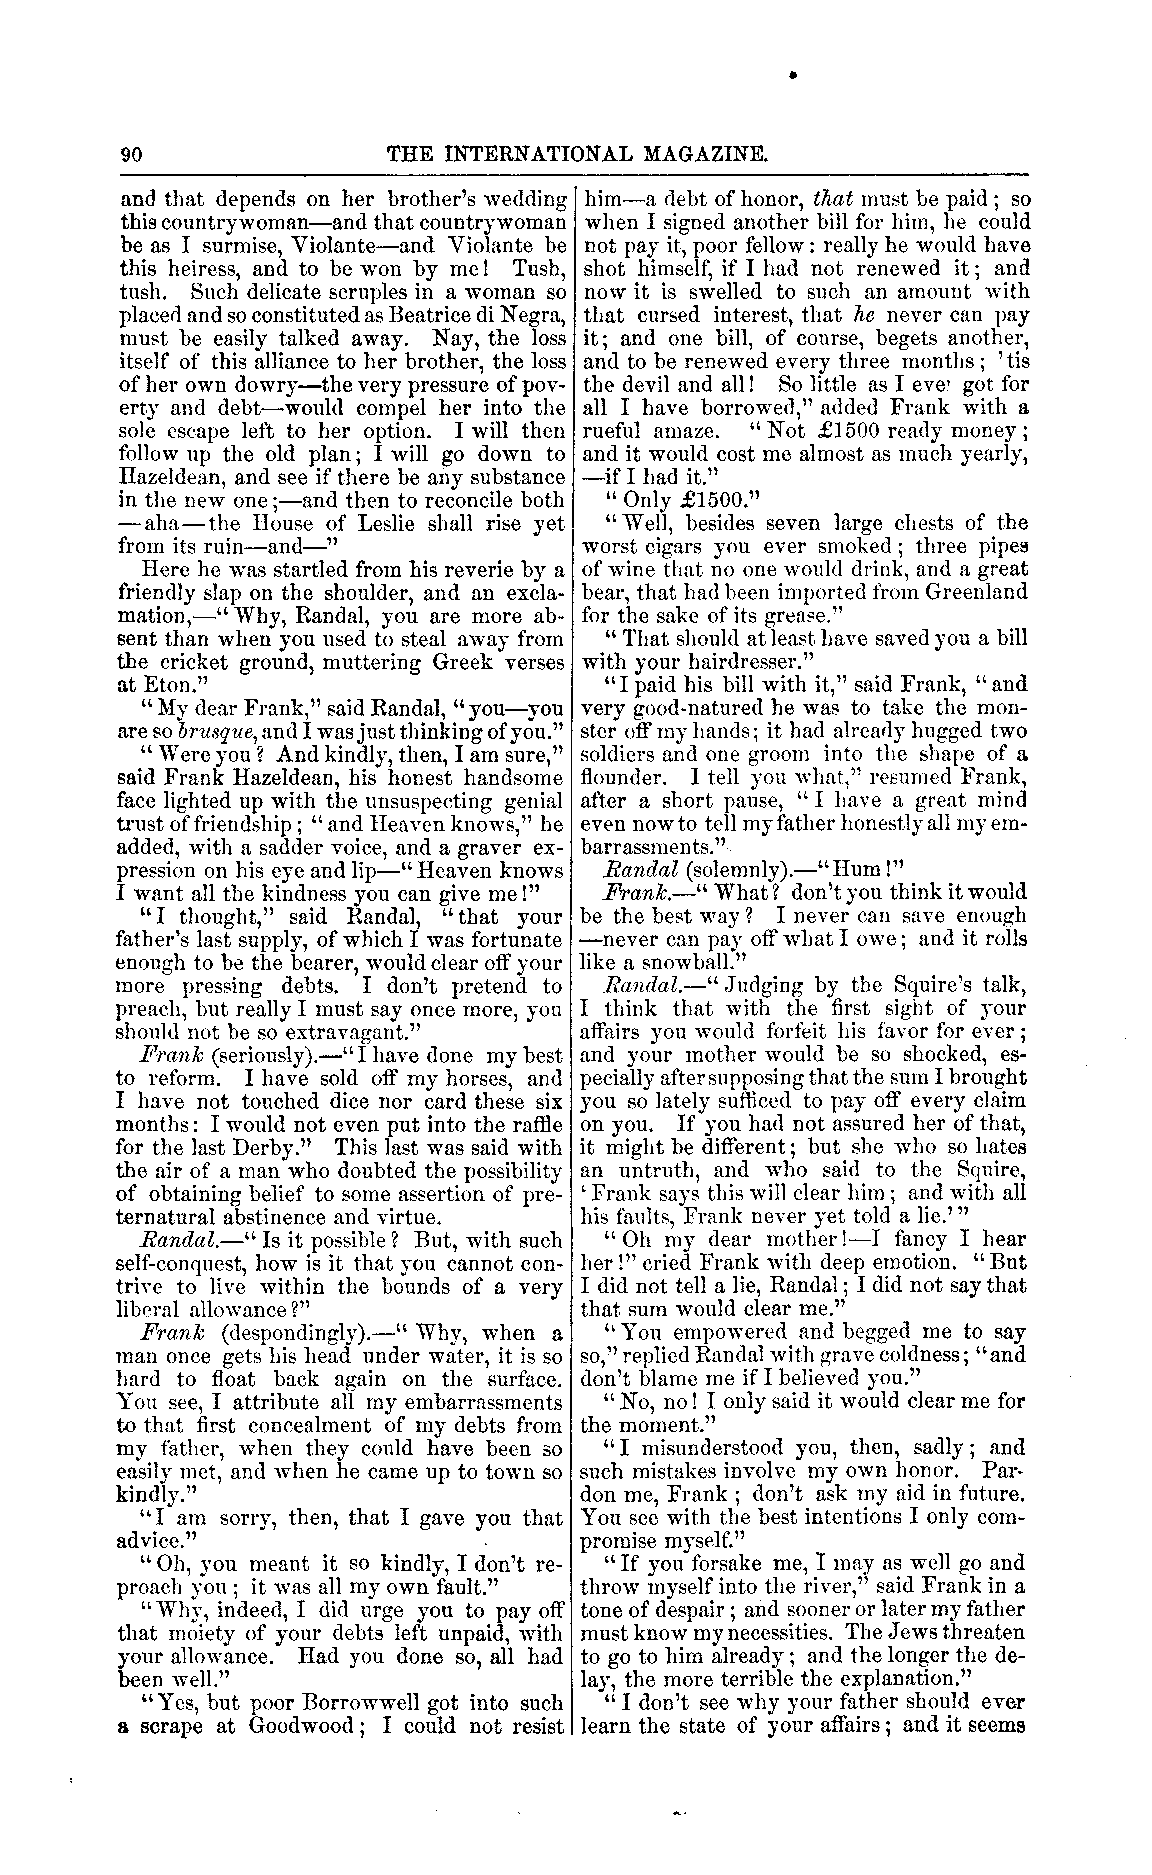 90 THE INTERNATIONAL MAGAZINE.
and that depends on her brother's wedding
this countrywoman—and that countrywoman
be as I surmise, Violante—and Violante be
this heiress, and to be won by me! Tush,
tush. Such delicate scruples in a woman so
placed and so constituted as Beatrice di Negra,
must be easily talked away. Nay, the loss
itself of this alliance to her brother, the loss
of her own dowry—the very pressure of pov-
erty and debt—would compel her into the
sole escape left to her option. I will then
follow up the old plan; I will go down to
Hazeldean, and see if there be any substance
in the new one;—and then to reconcile both
—aha—the House of Leslie shall rise yet
from its ruin—and—"
Here he was startled from his reverie by a
friendly slap on the shoulder, and an excla-
mation,—"Why, Randal, you are more ab-
sent than when you used to steal away from
the cricket ground, muttering Greek verses
at Eton."
"My dear Frank," said Randal, "you—you
are so brusque, and I was just thinking of you."
"Were you? And kindly, then, I am sure,"
said Frank Hazeldean, his honest handsome
face lighted up with the unsuspecting genial
trust of friendship; "and Heaven knows," he
added, with a sadder voice, and a graver ex-
pression on his eye and lip—"Heaven knows
I want all the kindness you can give me!"
"I thought," said Randal, "that your
father's last supply, of which I was fortunate
enough to be the bearer, would clear off your
more pressing debts. I don't pretend to
preach, but really I must say once more, you
should not be so extravagant."
Frank (seriously).—"I have done my best
to reform. I have sold off my horses, and
I have not touched dice nor card these six
months: I would not even put into the raffle
for the last Derby." This last was said with
the air of a man who doubted the possibility
of obtaining belief to some assertion of pre-
ternatural abstinence and virtue.
Randal.—"Is it possible? But, with such
self-conquest, how is it that you cannot con-
trive to live within the bounds of a very
liberal allowance?"
Frank (despondingly).—"Why, when a
man once gets his head under water, it is so
hard to float back again on the surface.
You see, I attribute all my embarrassments
to that first concealment of my debts from
my father, when they could have been so
easily met, and when he came up to town so
kindly."
"I am sorry, then, that I gave you that
advice."
"Oh, you meant it so kindly, I don't re-
proach you; it was all my own fault."
"Why, indeed, I did urge you to pay off
that moiety of your debts left unpaid, with
your allowance. Had you done so, all had
been well."
"Yes, but poor Borrowwell got into such
a scrape at Goodwood; I could not resist
him—a debt of honor, that must be paid; so
when I signed another bill for him, he could
not pay it, poor fellow: really he would have
shot himself, if I had not renewed it; and
now it is swelled to such an amount with
that cursed interest, that he never can pay
it; and one bill, of course, begets another,
and to be renewed every three months; 'tis
the devil and all! So little as I ever got for
all I have borrowed," added Frank with a
rueful amaze. "Not £1500 ready money;
and it would cost me almost as much yearly,
—if I had it."
"Only £1500."
"Well, besides seven large chests of the
worst cigars you ever smoked; three pipes
of wine that no one would drink, and a great
bear, that had been imported from Greenland
for the sake of its grease."
"That should at least have saved you a bill
with your hairdresser."
"I paid his bill with it," said Frank, "and
very good-natured he was to take the mon-
ster off my hands; it had already hugged two
soldiers and one groom into the shape of a
flounder. I tell you what," resumed Frank,
after a short pause, "I have a great mind
even now to tell my father honestly all my em-
barrassments."
Randal (solemnly).—"Hum!"
Frank.—"What? don't you think it would
be the best way? I never can save enough
—never can pay off what I owe; and it rolls
like a snowball."
Randal.—"Judging by the Squire's talk,
I think that with the first sight of your
affairs you would forfeit his favor for ever;
and your mother would be so shocked, es-
pecially after supposing that the sum I brought
you so lately sufficed to pay off every claim
on you. If you had not assured her of that,
it might be different; but she who so hates
an untruth, and who said to the Squire,
'Frank says this will clear him; and with all
his faults, Frank never yet told a lie.'"
"Oh my dear mother!—I fancy I hear
her!" cried Frank with deep emotion. "But
I did not tell a lie, Randal; I did not say that
that sum would clear me."
"You empowered and begged me to say
so," replied Randal with grave coldness; "and
don't blame me if I believed you."
"No, no! I only said it would clear me for
the moment."
"I misunderstood you, then, sadly; and
such mistakes involve my own honor. Par-
don me, Frank; don't ask my aid in future.
You see with the best intentions I only com-
promise myself."
"If you forsake me, I may as well go and
throw myself into the river," said Frank in a
tone of despair; and sooner or later my father
must know my necessities. The Jews threaten
to go to him already; and the longer the de-
lay, the more terrible the explanation."
"I don't see why your father should ever
learn the state of your affairs; and it seems